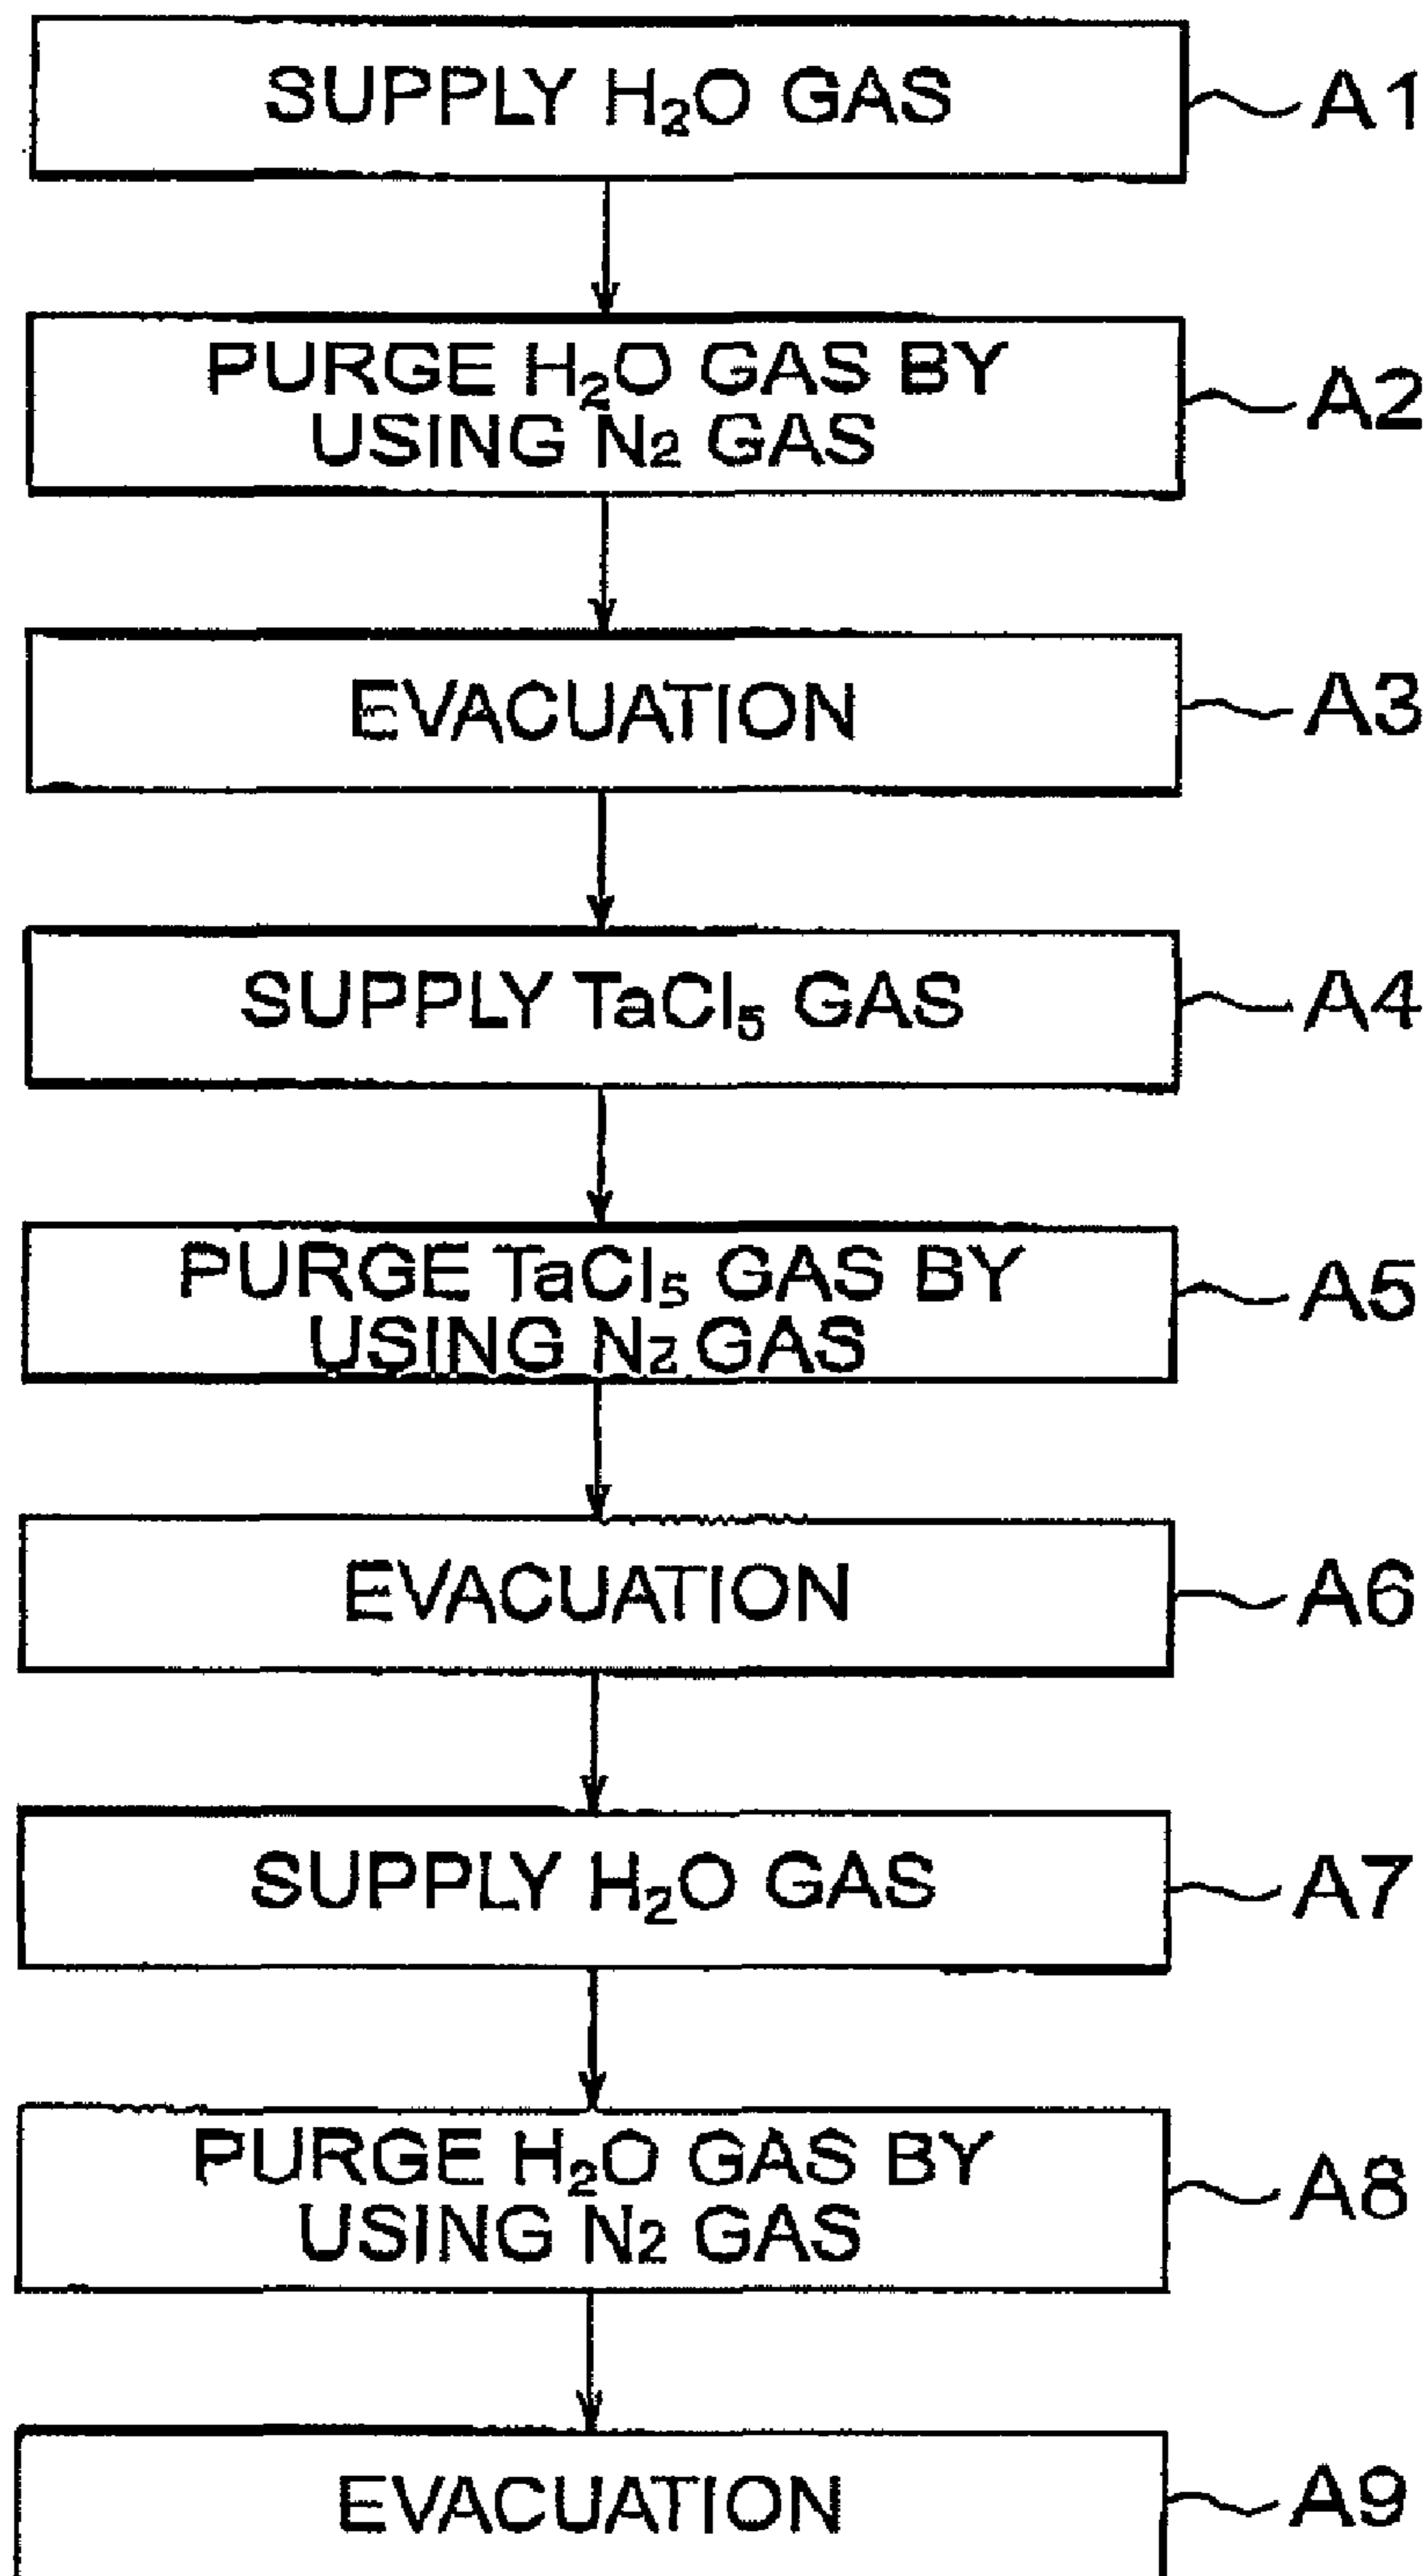 SUPPLY H₂O GAS
A1
PURGE H₂O GAS BY
USING N₂ GAS
A2
EVACUATION
A3
SUPPLY TaCl₅ GAS
A4
PURGE TaCl₅ GAS BY
USING N₂ GAS
A5
EVACUATION
A6
SUPPLY H₂O GAS
A7
PURGE H₂O GAS BY
USING N₂ GAS
A8
EVACUATION
A9